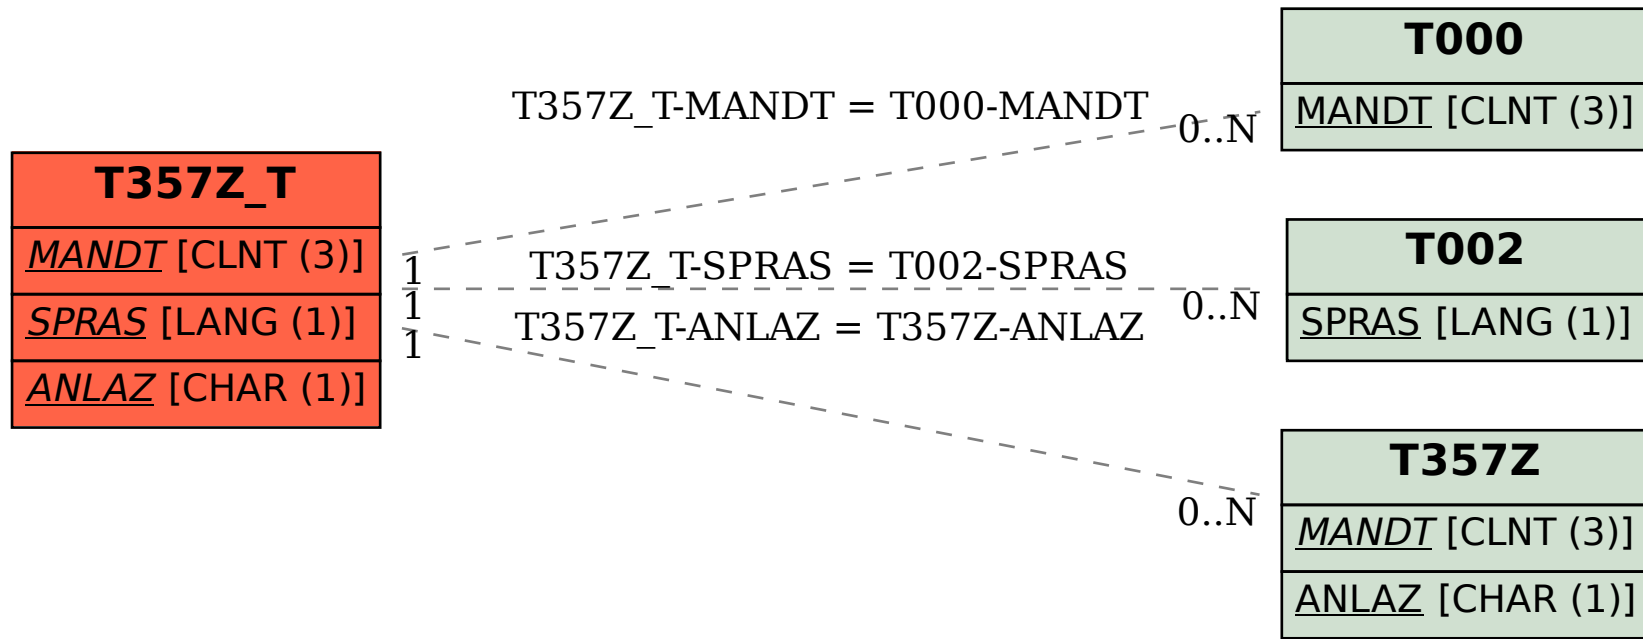 T357Z_T
MANDT [CLNT (3)]
SPRAS [LANG (1)]
ANLAZ [CHAR (1)]
T357Z_T-MANDT = T000-MANDT
0..N
1
T357Z_T-SPRAS = T002-SPRAS
1
0..N
T357Z_T-ANLAZ = T357Z-ANLAZ
1
0..N
T000
MANDT [CLNT (3)]
T002
SPRAS [LANG (1)]
T357Z
MANDT [CLNT (3)]
ANLAZ [CHAR (1)]